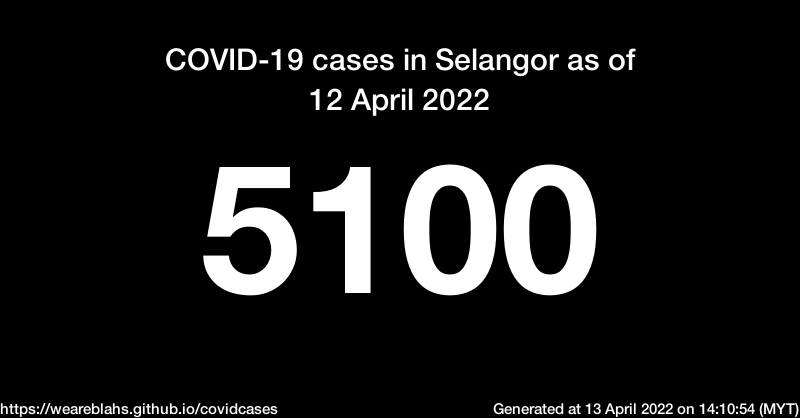 COVID-19 cases in Selangor as of
12 April 2022
5100
https://weareblahs.github.io/covidcases
Generated at 13 April 2022 on 14:10:54 (MYT)